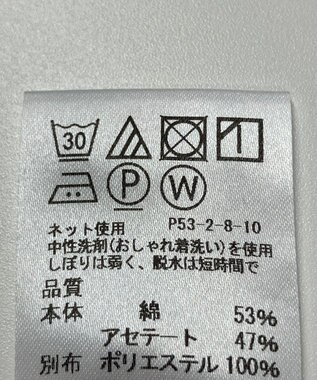 30
P W
ネット使用 P53-2-8-10
中性洗剤(おしゃれ着洗い)を使用
しぼりは弱く、脱水は短時間で
品質
本体 綿 53%
アセテート 47%
別布 ポリエステル 100%